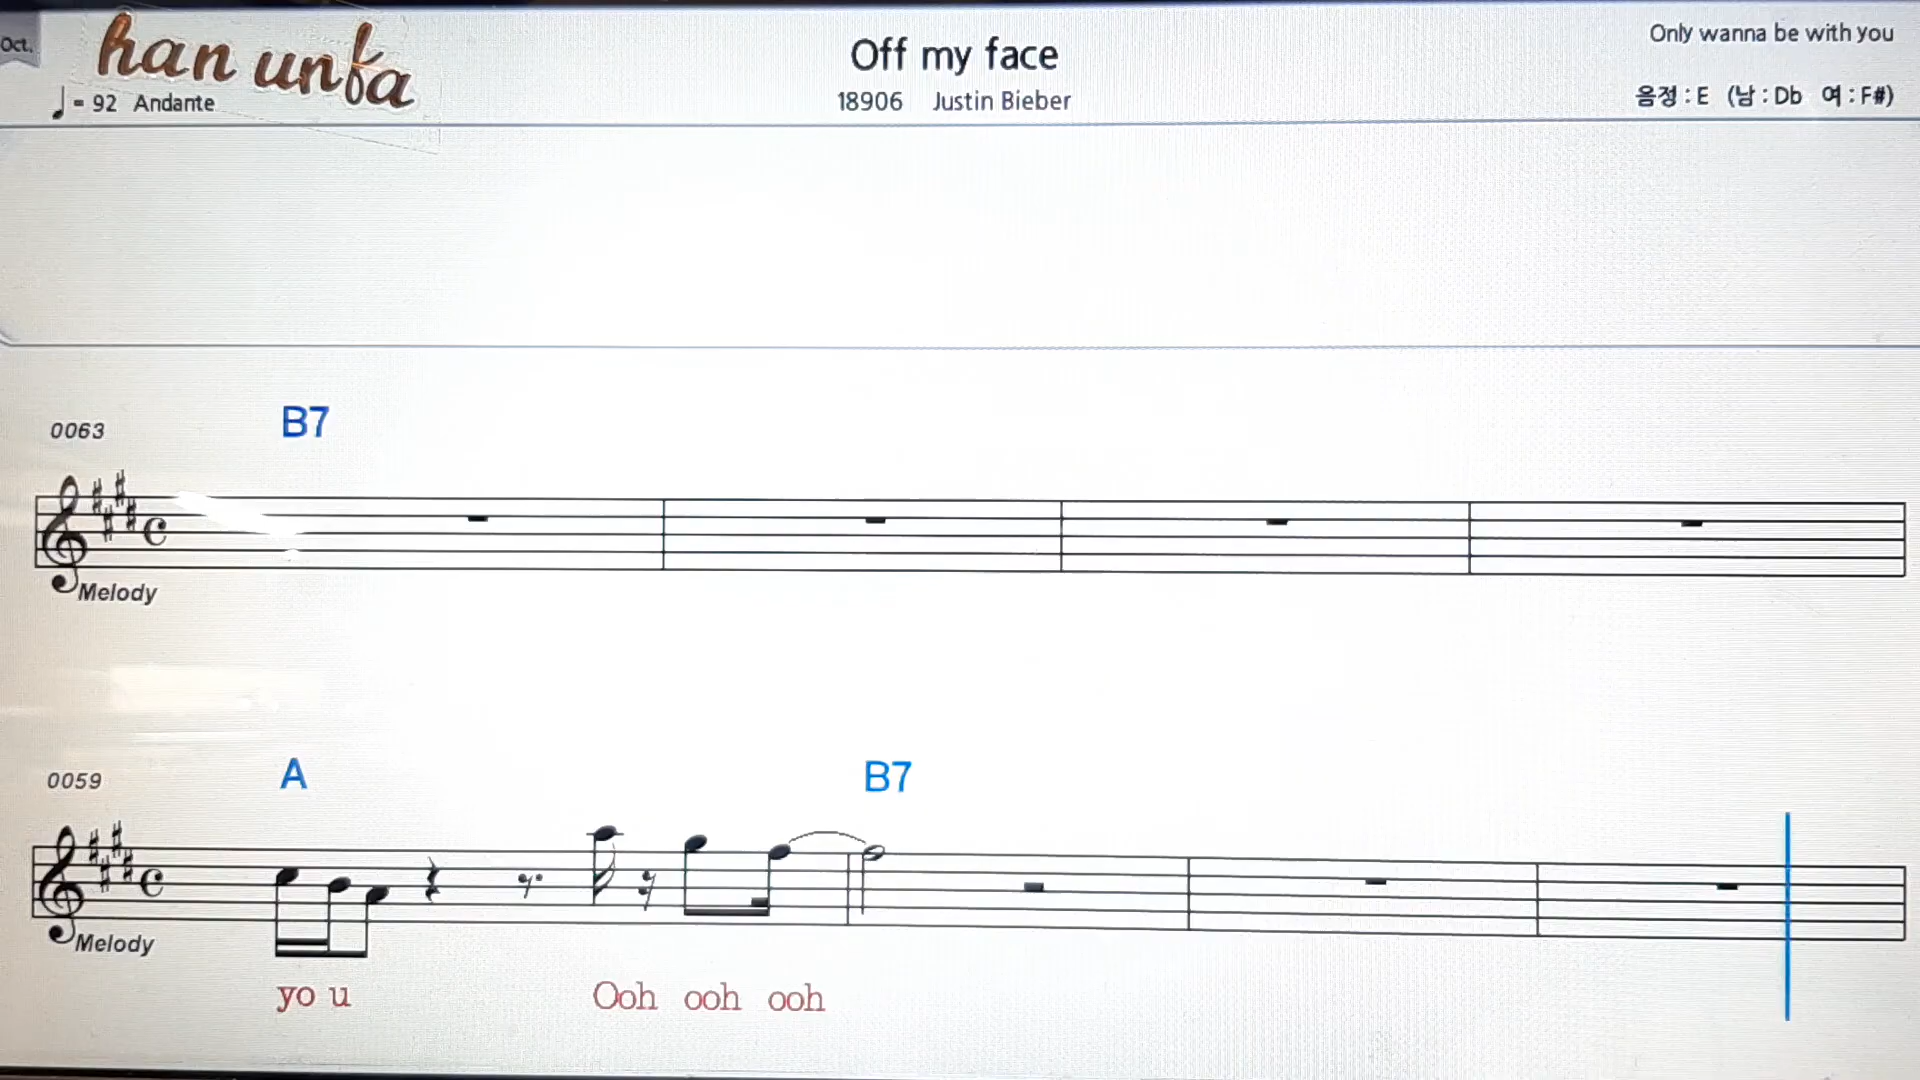 Oct.
han unfa
Off my face
Only wanna be with you
♩ = 92 Andante
18906 Justin Bieber
음정 : E (남 : Db 여 : F#)
0063
B7
Melody
0059
A
B7
Melody
yo u Ooh ooh ooh